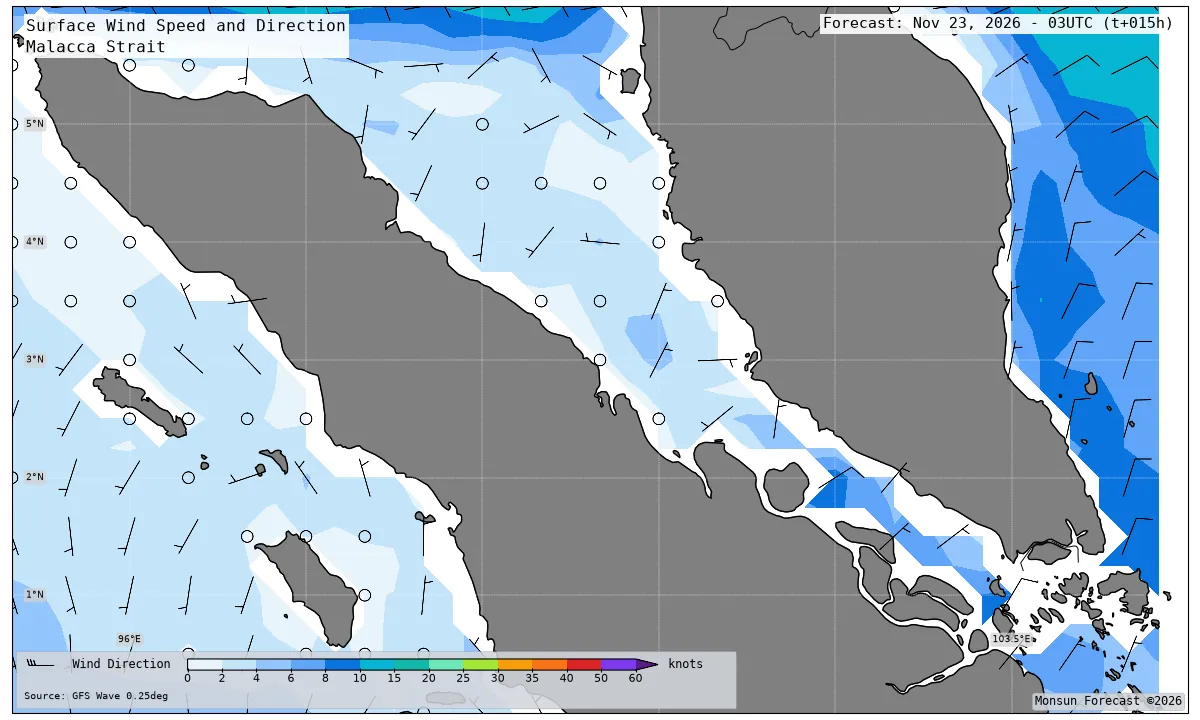 Surface Wind Speed and Direction
Malacca Strait
Forecast: Nov 23, 2026 - 03UTC (t+015h)
5°N
4°N
3°N
2°N
1°N
96°E
103.5°E
Wind Direction
knots
0 2 4 6 8 10 15 20 25 30 35 40 50 60
Source: GFS Wave 0.25deg
Monsun Forecast ©2026